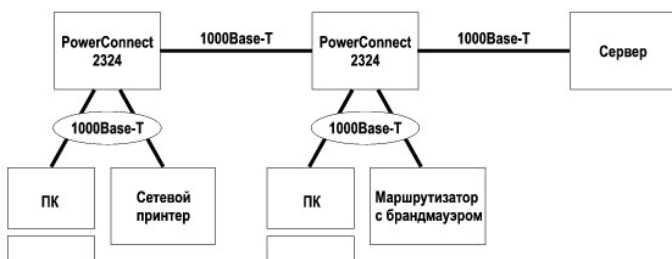 PowerConnect
2324
1000Base-T
PowerConnect
2324
1000Base-T
Сервер
1000Base-T
1000Base-T
ПК
Сетевой
принтер
ПК
Маршрутизатор
с брандмауэром